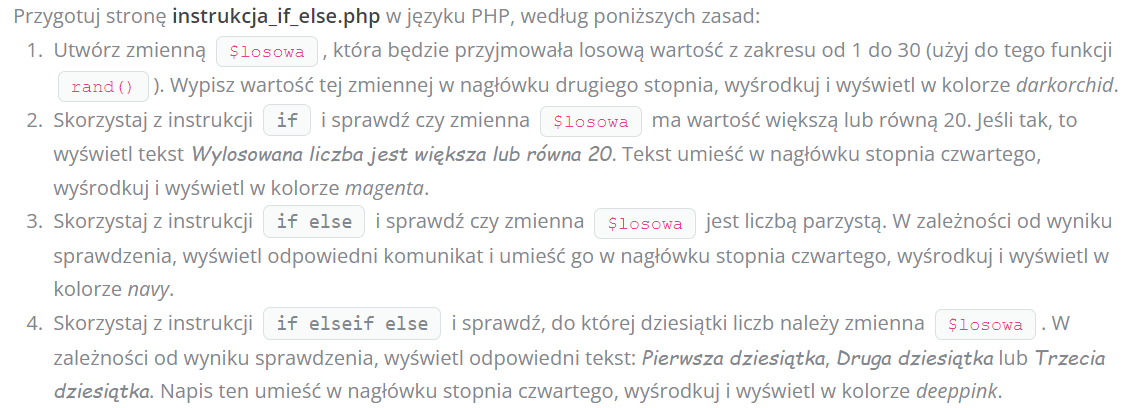 Przygotuj stronę instrukcja_if_else.php w języku PHP, według poniższych zasad:
1. Utwórz zmienną $losowa, która będzie przyjmowała losową wartość z zakresu od 1 do 30 (użyj do tego funkcji
rand()). Wypisz wartość tej zmiennej w nagłówku drugiego stopnia, wyśrodkuj i wyświetl w kolorze darkorchid.
2. Skorzystaj z instrukcji if i sprawdź czy zmienna $losowa ma wartość większą lub równą 20. Jeśli tak, to
wyświetl tekst Wylosowana liczba jest większa lub równa 20. Tekst umieść w nagłówku stopnia czwartego,
wyśrodkuj i wyświetl w kolorze magenta.
3. Skorzystaj z instrukcji if else i sprawdź czy zmienna $losowa jest liczbą parzystą. W zależności od wyniku
sprawdzenia, wyświetl odpowiedni komunikat i umieść go w nagłówku stopnia czwartego, wyśrodkuj i wyświetl w
kolorze navy.
4. Skorzystaj z instrukcji if elseif else i sprawdź, do której dziesiątki liczb należy zmienna $losowa. W
zależności od wyniku sprawdzenia, wyświetl odpowiedni tekst: Pierwsza dziesiątka, Druga dziesiątka lub Trzecia
dziesiątka. Napis ten umieść w nagłówku stopnia czwartego, wyśrodkuj i wyświetl w kolorze deeppink.